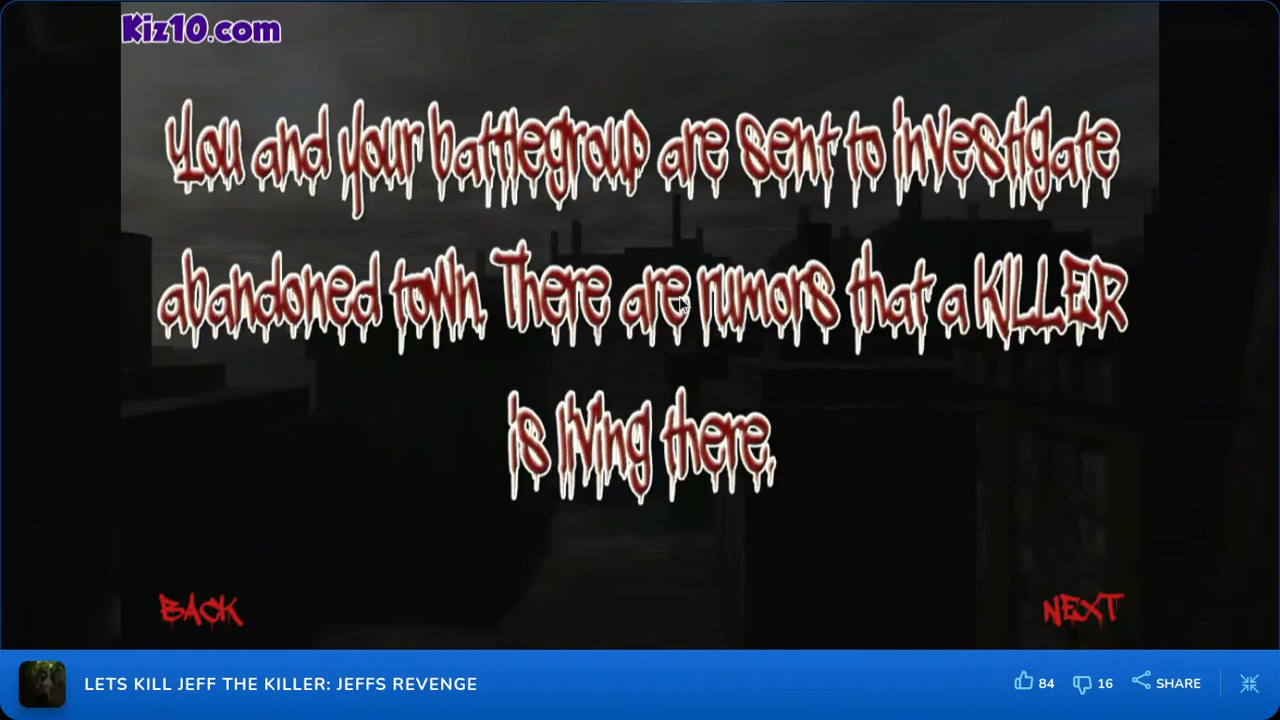 Kiz10.com
You and your battlegroup are sent to investigate
abandoned town. There are rumors that a KILLER
is living there.
BACK
NEXT
LETS KILL JEFF THE KILLER: JEFFS REVENGE
84
16
SHARE